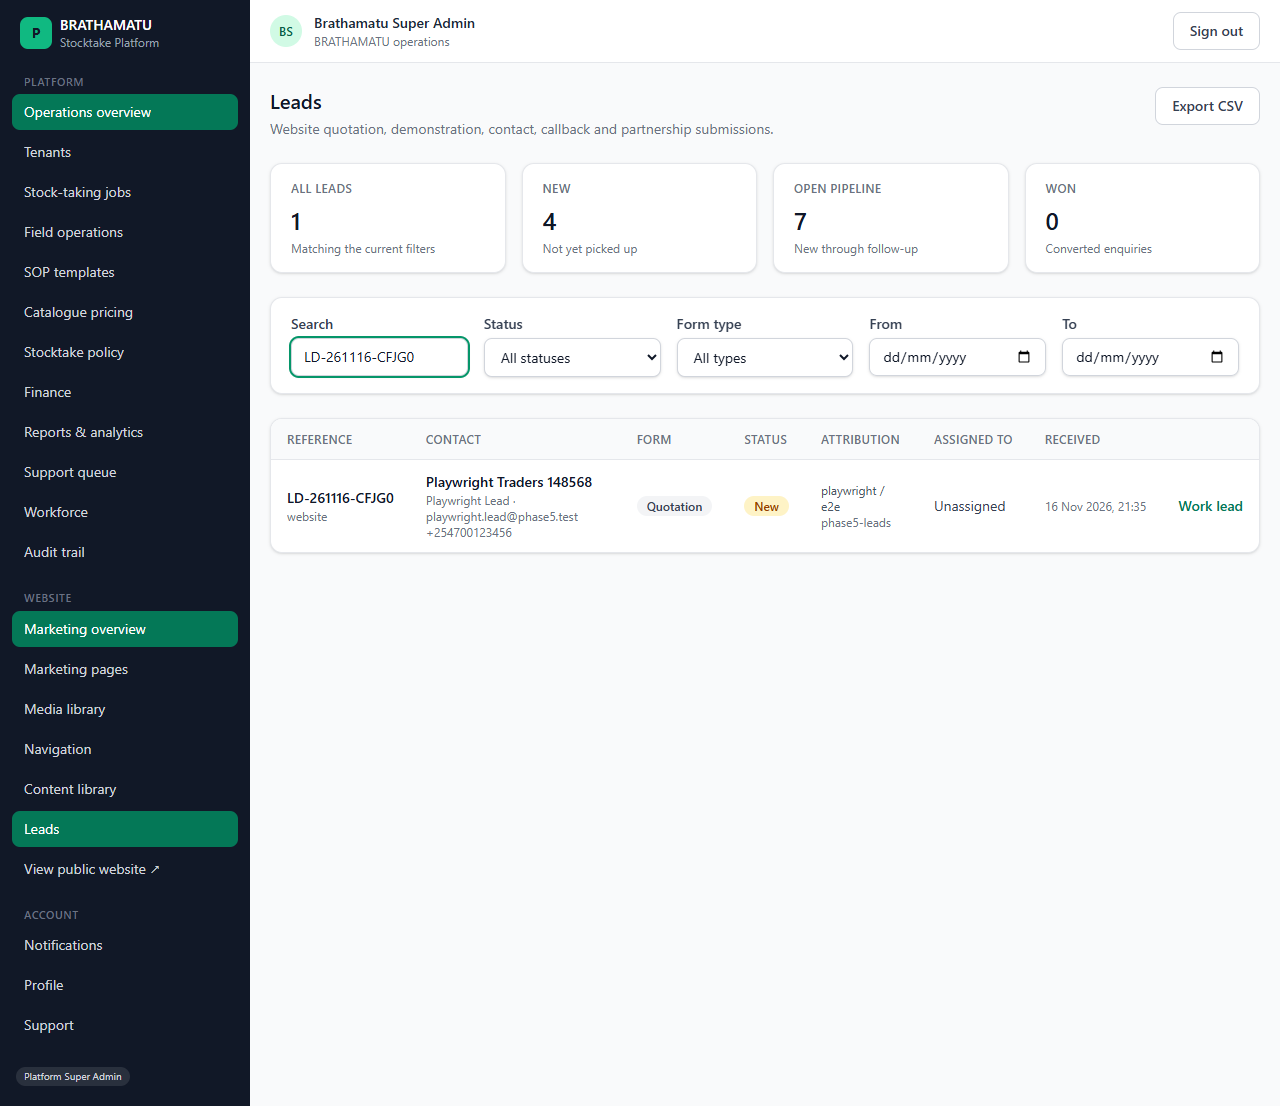 P
BRATHAMATU
Stocktake Platform
PLATFORM
Operations overview
Tenants
Stock-taking jobs
Field operations
SOP templates
Catalogue pricing
Stocktake policy
Finance
Reports & analytics
Support queue
Workforce
Audit trail
WEBSITE
Marketing overview
Marketing pages
Media library
Navigation
Content library
Leads
View public website ↗
ACCOUNT
Notifications
Profile
Support
Platform Super Admin
BS
Brathamatu Super Admin
BRATHAMATU operations
Sign out
Leads
Website quotation, demonstration, contact, callback and partnership submissions.
Export CSV
ALL LEADS
1
Matching the current filters
NEW
4
Not yet picked up
OPEN PIPELINE
7
New through follow-up
WON
0
Converted enquiries
Search
LD-261116-CFJG0
Status
All statuses
Form type
All types
From
dd/mm/yyyy
To
dd/mm/yyyy
REFERENCE CONTACT FORM STATUS ATTRIBUTION ASSIGNED TO RECEIVED
LD-261116-CFJG0
website
Playwright Traders 148568
Playwright Lead ·
playwright.lead@phase5.test
+254700123456
Quotation
New
playwright /
e2e
phase5-leads
Unassigned
16 Nov 2026, 21:35
Work lead